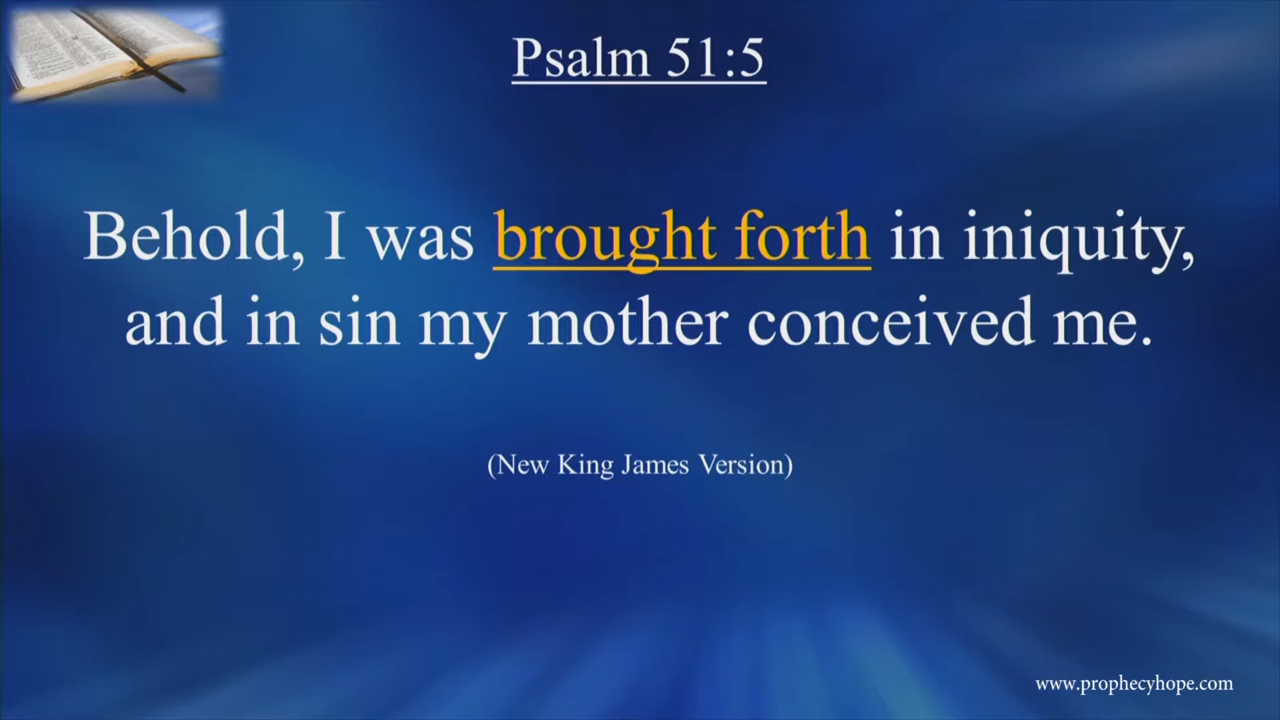 Psalm 51:5
Behold, I was brought forth in iniquity,
and in sin my mother conceived me.
(New King James Version)
www.prophecyhope.com